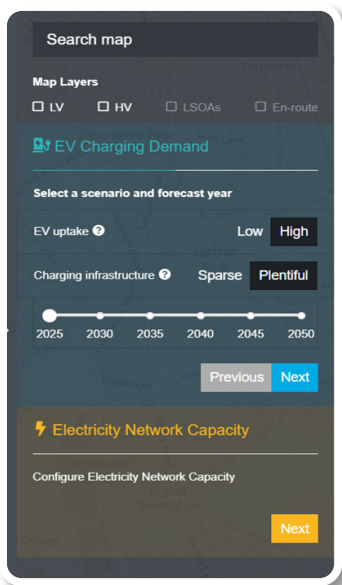 Search map
Map Layers
LV HV LSOAs En-route
EV Charging Demand
Select a scenario and forecast year
EV uptake ? Low High
Charging infrastructure ? Sparse Plentiful
2025 2030 2035 2040 2045 2050
Previous Next
Electricity Network Capacity
Configure Electricity Network Capacity
Next